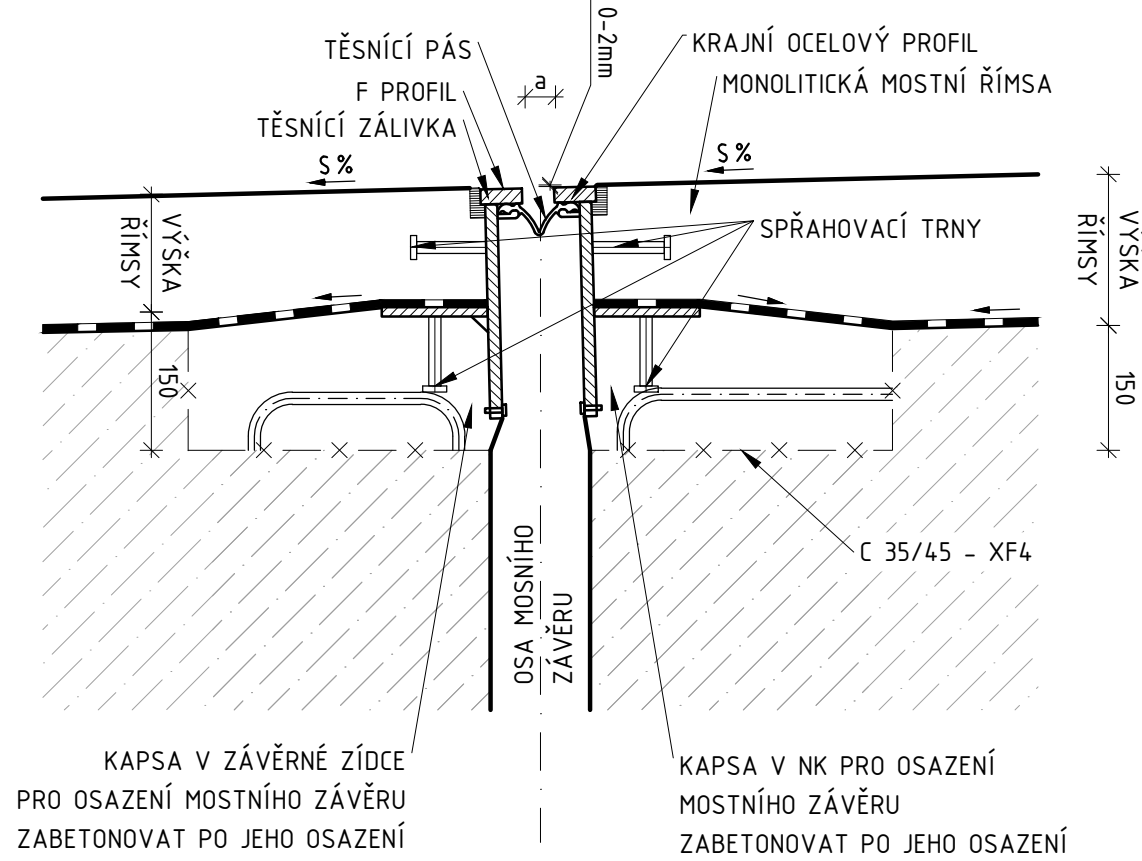 TĚSNÍCÍ PÁS
F PROFIL
TĚSNÍCÍ ZÁLIVKA
a
0-2mm
KRAJNÍ OCELOVÝ PROFIL
MONOLITICKÁ MOSTNÍ ŘÍMSA
S%
S%
SPŘAHOVACÍ TRNY
VÝŠKA
ŘÍMSY
150
VÝŠKA
ŘÍMSY
150
C 35/45 - XF4
OSA MOSNÍHO
ZÁVĚRU
KAPSA V ZÁVĚRNÉ ZÍDCE
PRO OSAZENÍ MOSTNÍHO ZÁVĚRU
ZABETONOVAT PO JEHO OSAZENÍ
KAPSA V NK PRO OSAZENÍ
MOSTNÍHO ZÁVĚRU
ZABETONOVAT PO JEHO OSAZENÍ